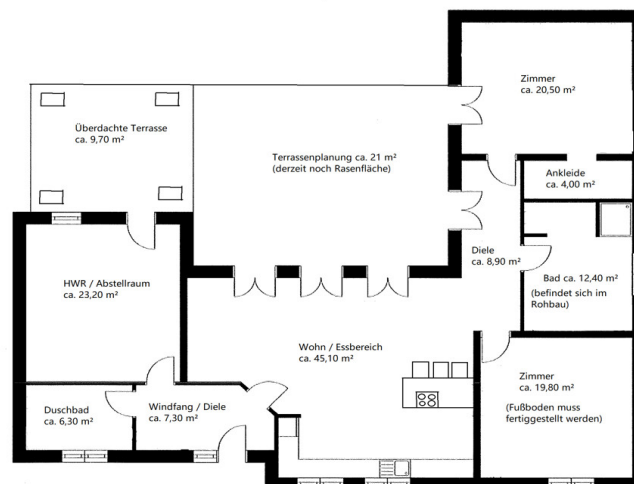 Zimmer
ca. 20,50 m²
Überdachte Terrasse
ca. 9,70 m²
Terrassenplanung ca. 21 m²
(derzeit noch Rasenfläche)
Ankleide
ca. 4,00 m²
Diele
ca. 8,90 m²
Bad ca. 12,40 m²
(befindet sich im
Rohbau)
HWR / Abstellraum
ca. 23,20 m²
Wohn / Essbereich
ca. 45,10 m²
Zimmer
ca. 19,80 m²
(Fußboden muss
fertiggestellt werden)
Duschbad
ca. 6,30 m²
Windfang / Diele
ca. 7,30 m²